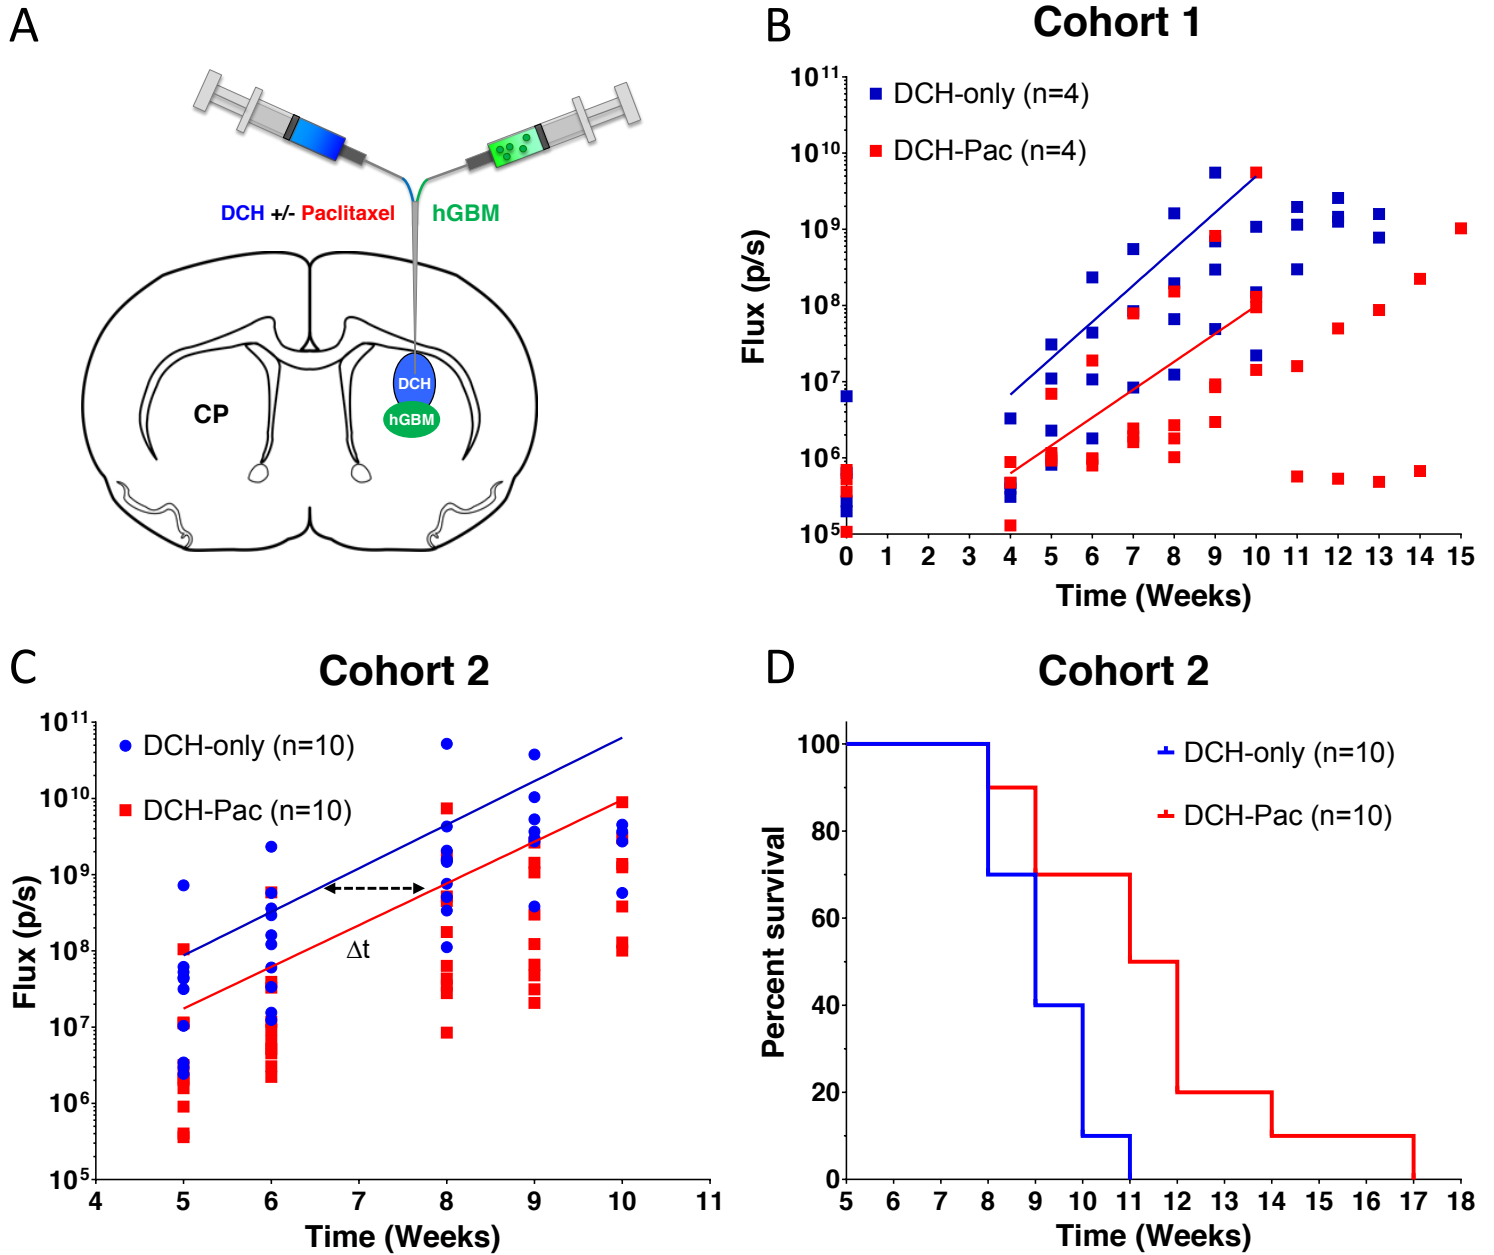 A
DCH +/- Paclitaxel hGBM
DCH
hGBM
CP
B
Cohort 1
DCH-only (n=4)
DCH-Pac (n=4)
Flux (p/s)
10¹¹
10¹⁰
10⁹
10⁸
10⁷
10⁶
10⁵
0 1 2 3 4 5 6 7 8 9 10 11 12 13 14 15
Time (Weeks)
C
Cohort 2
DCH-only (n=10)
DCH-Pac (n=10)
Flux (p/s)
10¹¹
10¹⁰
10⁹
10⁸
10⁷
10⁶
10⁵
Δt
4 5 6 7 8 9 10 11
Time (Weeks)
D
Cohort 2
DCH-only (n=10)
DCH-Pac (n=10)
Percent survival
100
80
60
40
20
0
5 6 7 8 9 10 11 12 13 14 15 16 17 18
Time (Weeks)